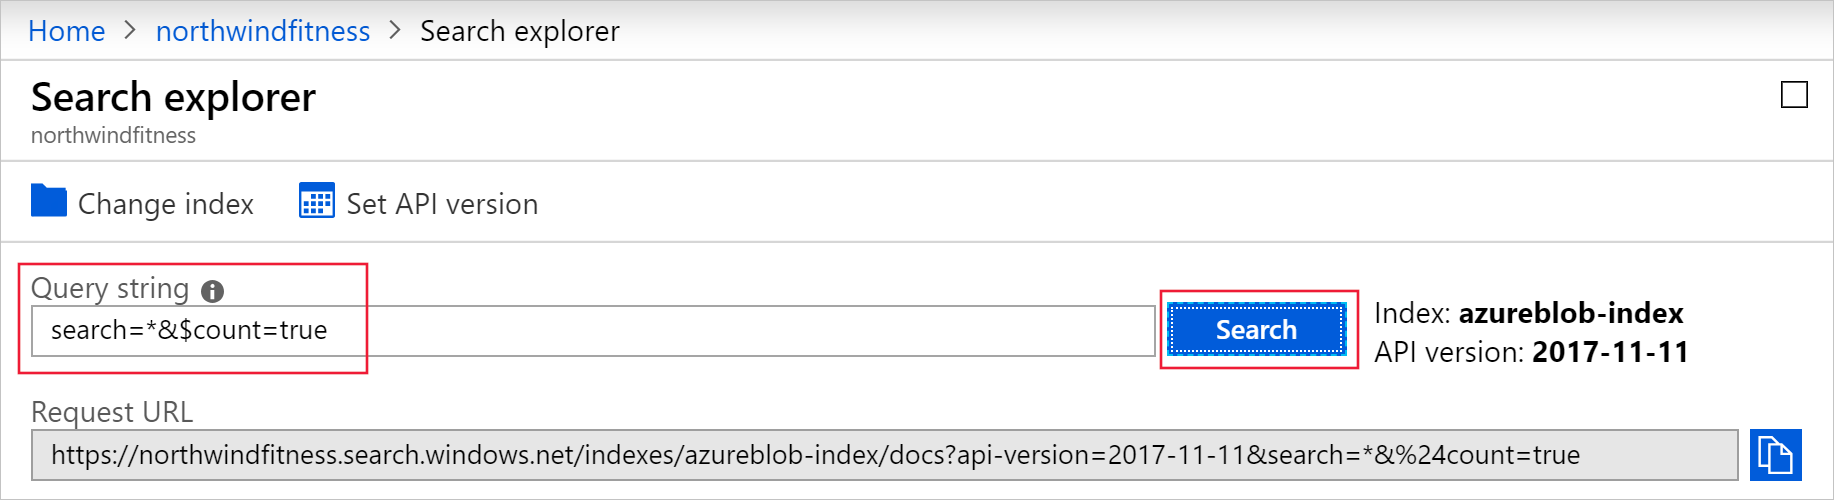 Home > northwindfitness > Search explorer
Search explorer
northwindfitness
Change index Set API version
Query string
search=*&$count=true
Search
Index: azureblob-index
API version: 2017-11-11
Request URL
https://northwindfitness.search.windows.net/indexes/azureblob-index/docs?api-version=2017-11-11&search=*&%24count=true